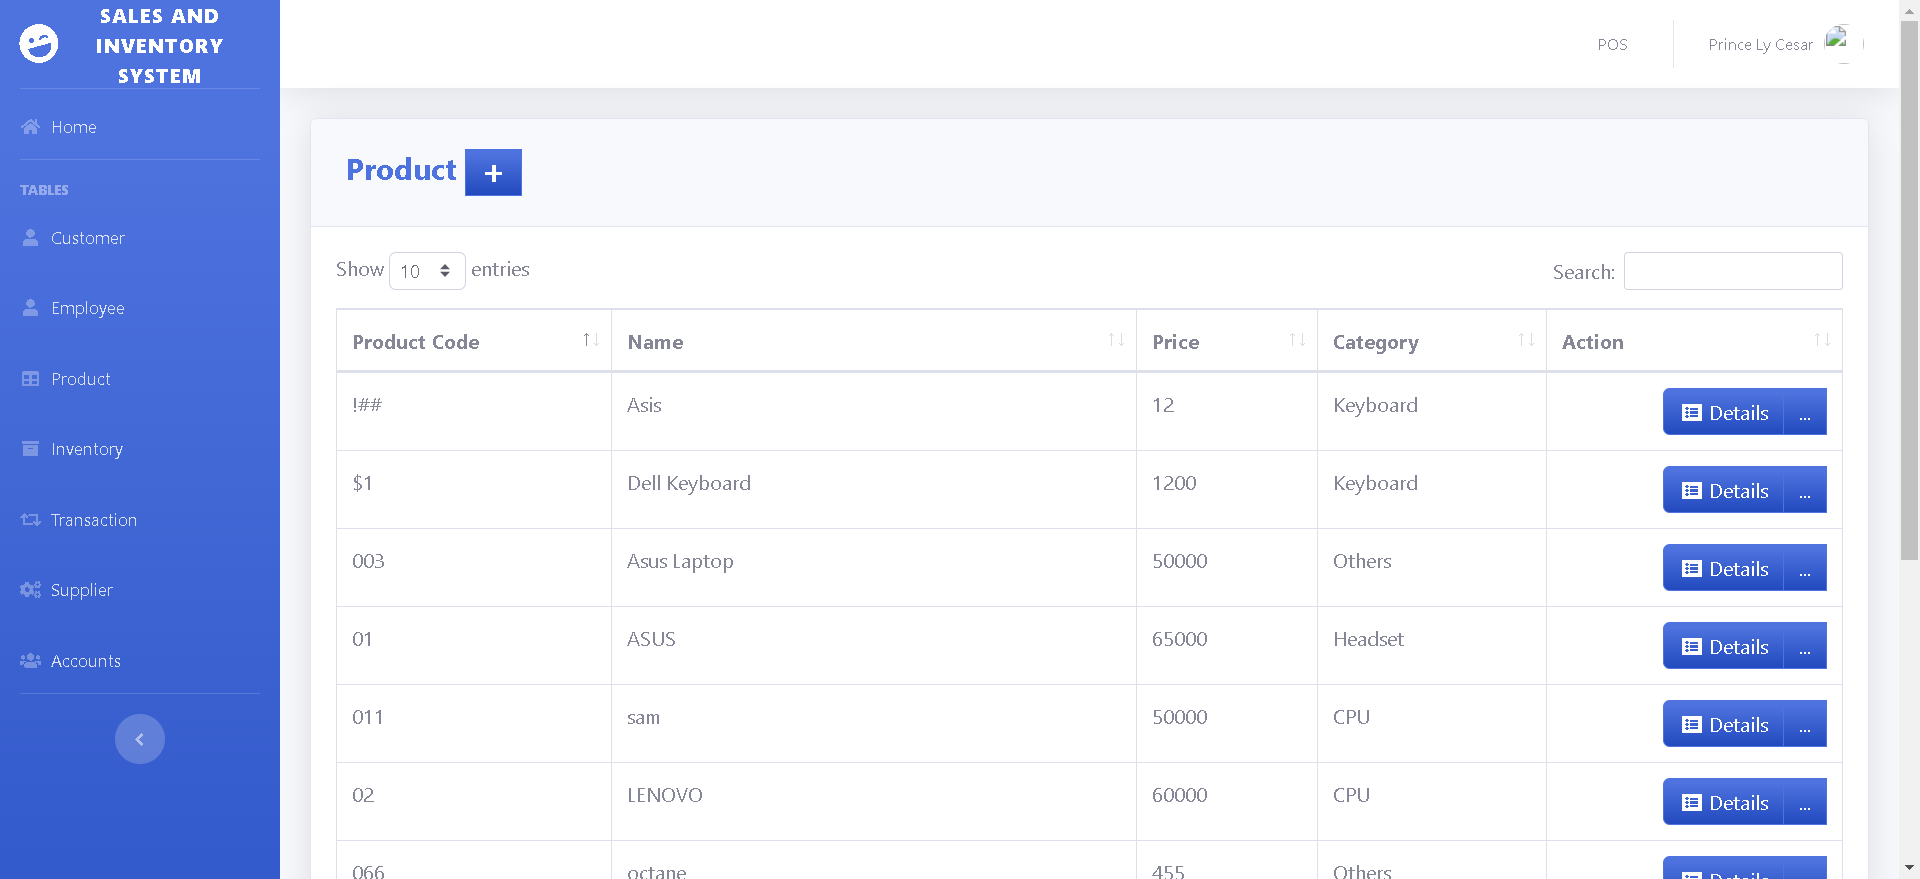 SALES AND
INVENTORY
SYSTEM
POS
Prince Ly Cesar
Home
TABLES
Customer
Employee
Product
Inventory
Transaction
Supplier
Accounts
Product +
Show 10 entries
Search:
Product Code Name Price Category Action
!## Asis 12 Keyboard Details ...
$1 Dell Keyboard 1200 Keyboard Details ...
003 Asus Laptop 50000 Others Details ...
01 ASUS 65000 Headset Details ...
011 sam 50000 CPU Details ...
02 LENOVO 60000 CPU Details ...
066 octane 455 Others Details